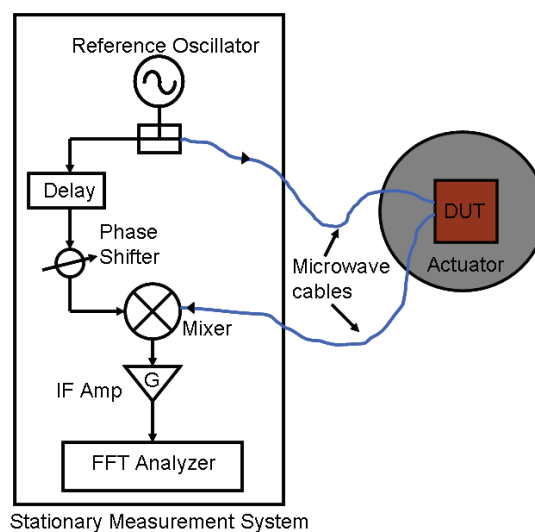 Reference Oscillator
Delay
Phase
Shifter
DUT
Actuator
Microwave
cables
Mixer
IF Amp
G
FFT Analyzer
Stationary Measurement System